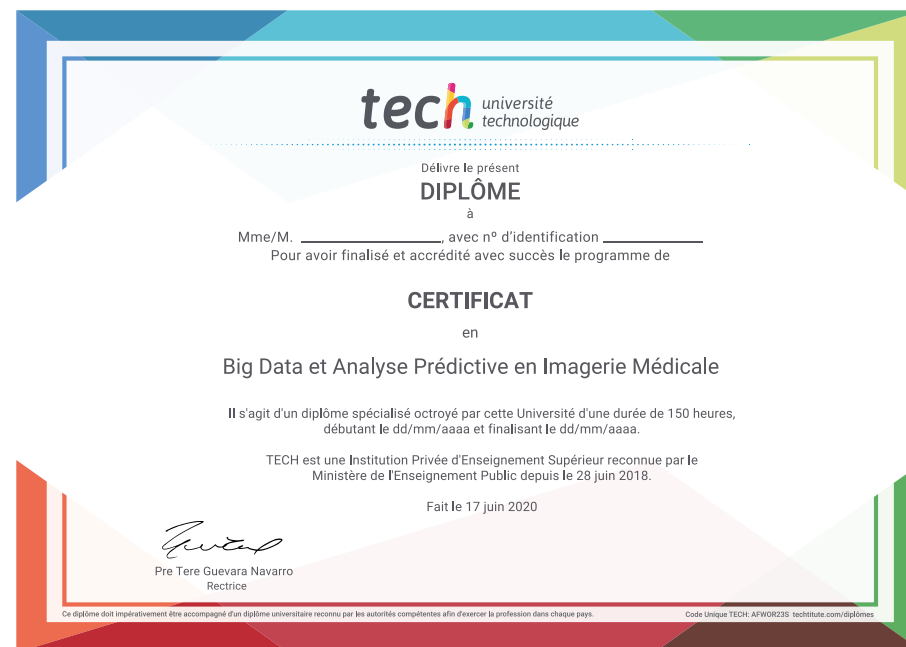 tech université
technologique
Délivre le présent
DIPLÔME
à
Mme/M. ____________________, avec nº d'identification ______________
Pour avoir finalisé et accrédité avec succès le programme de
CERTIFICAT
en
Big Data et Analyse Prédictive en Imagerie Médicale
Il s'agit d'un diplôme spécialisé octroyé par cette Université d'une durée de 150 heures,
débutant le dd/mm/aaaa et finalisant le dd/mm/aaaa.
TECH est une Institution Privée d'Enseignement Supérieur reconnue par le
Ministère de l'Enseignement Public depuis le 28 juin 2018.
Fait le 17 juin 2020
Pre Tere Guevara Navarro
Rectrice
Ce diplôme doit impérativement être accompagné d'un diplôme universitaire reconnu par les autorités compétentes afin d'exercer la profession dans chaque pays.
Code Unique TECH: AFWOR23S techtitute.com/diplômes